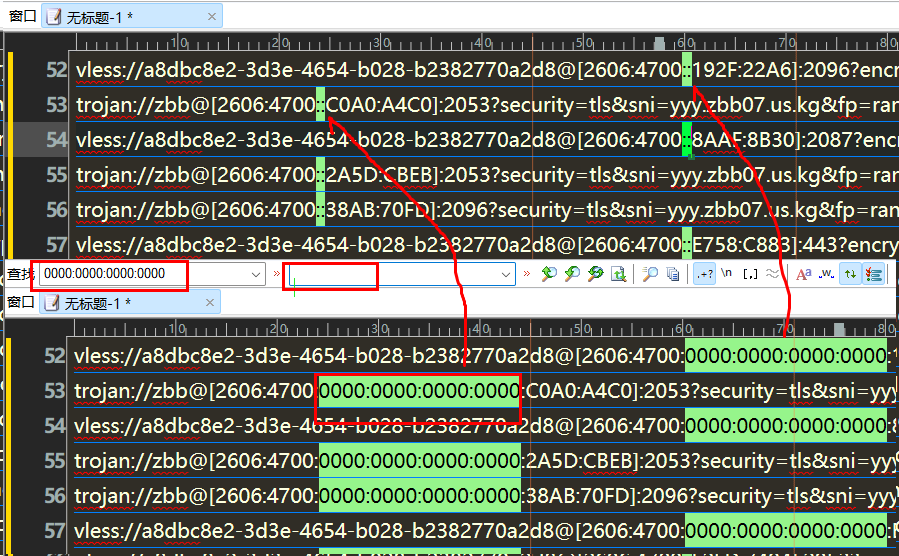 窗口 无标题-1 * ×
10 20 30 40 50 60 70 80
52 vless://a8dbc8e2-3d3e-4654-b028-b2382770a2d8@[2606:4700::192F:22A6]:2096?encr
53 trojan://zbb@[2606:4700::C0A0:A4C0]:2053?security=tls&sni=yyy.zbb07.us.kg&fp=ran
54 vless://a8dbc8e2-3d3e-4654-b028-b2382770a2d8@[2606:4700::8AAF:8B30]:2087?encr
55 trojan://zbb@[2606:4700::2A5D:CBEB]:2053?security=tls&sni=yyy.zbb07.us.kg&fp=ran
56 trojan://zbb@[2606:4700::38AB:70FD]:2096?security=tls&sni=yyy.zbb07.us.kg&fp=ran
57 vless://a8dbc8e2-3d3e-4654-b028-b2382770a2d8@[2606:4700::E758:C883]:443?encry
查找 0000:0000:0000:0000 » » .+? \n [,] Aa .w.
窗口 无标题-1 * ×
10 20 30 40 50 60 70 80
52 vless://a8dbc8e2-3d3e-4654-b028-b2382770a2d8@[2606:4700:0000:0000:0000:0000:
53 trojan://zbb@[2606:4700:0000:0000:0000:0000:C0A0:A4C0]:2053?security=tls&sni=yyy
54 vless://a8dbc8e2-3d3e-4654-b028-b2382770a2d8@[2606:4700:0000:0000:0000:0000:8
55 trojan://zbb@[2606:4700:0000:0000:0000:0000:2A5D:CBEB]:2053?security=tls&sni=yyy
56 trojan://zbb@[2606:4700:0000:0000:0000:0000:38AB:70FD]:2096?security=tls&sni=yyy
57 vless://a8dbc8e2-3d3e-4654-b028-b2382770a2d8@[2606:4700:0000:0000:0000:0000: